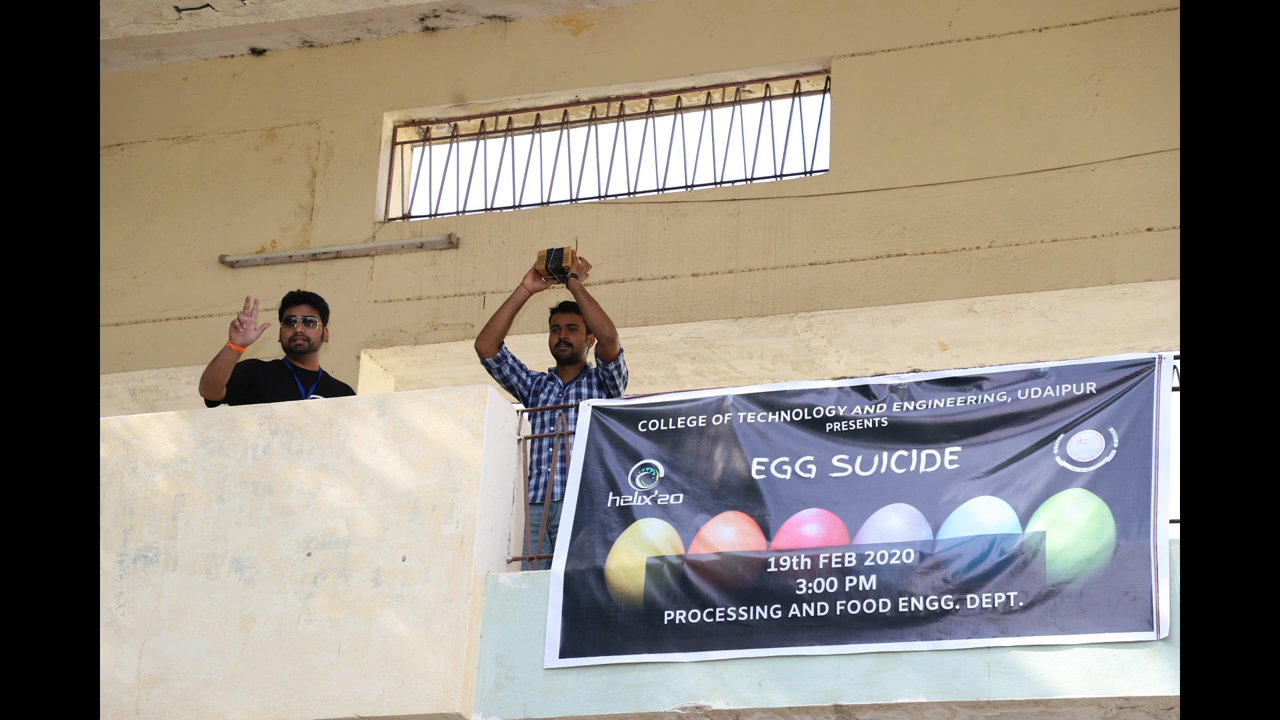 COLLEGE OF TECHNOLOGY AND ENGINEERING, UDAIPUR
PRESENTS
EGG SUICIDE
helix'20
19th FEB 2020
3:00 PM
PROCESSING AND FOOD ENGG. DEPT.